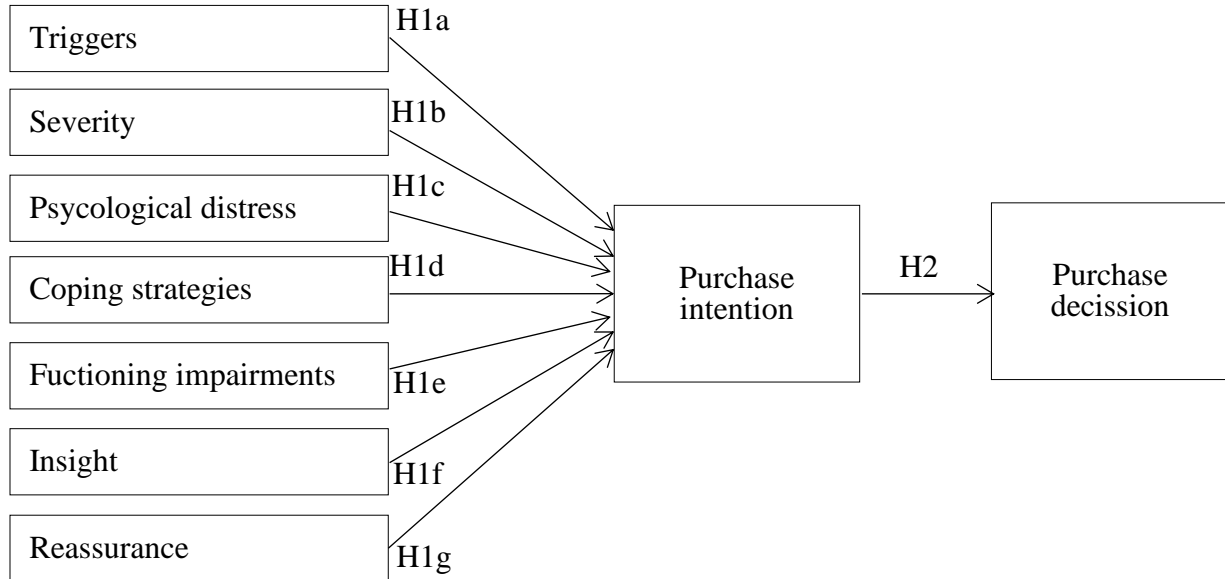 Triggers
H1a
Severity
H1b
Psycological distress
H1c
Coping strategies
H1d
Fuctioning impairments
H1e
Insight
H1f
Reassurance
H1g
Purchase
intention
H2
Purchase
decission